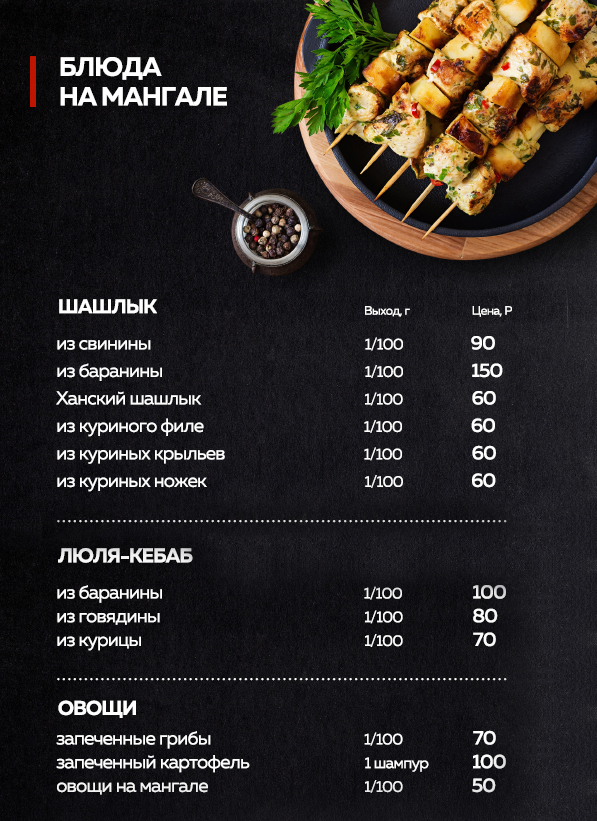 БЛЮДА
НА МАНГАЛЕ
ШАШЛЫК Выход, г Цена, Р
из свинины 1/100 90
из баранины 1/100 150
Ханский шашлык 1/100 60
из куриного филе 1/100 60
из куриных крыльев 1/100 60
из куриных ножек 1/100 60
ЛЮЛЯ-КЕБАБ
из баранины 1/100 100
из говядины 1/100 80
из курицы 1/100 70
ОВОЩИ
запеченные грибы 1/100 70
запеченный картофель 1 шампур 100
овощи на мангале 1/100 50